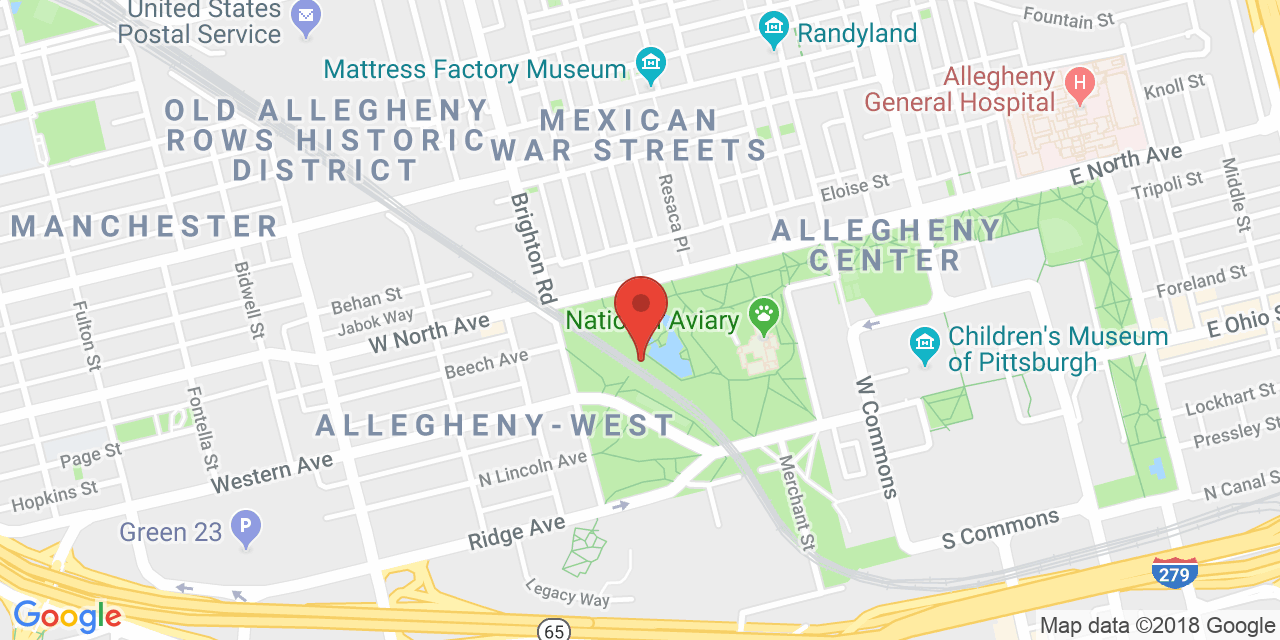 United States
Postal Service
Fountain St
Randyland
Mattress Factory Museum
Allegheny
General Hospital
H
Knoll St
OLD ALLEGHENY
ROWS HISTORIC
DISTRICT
MEXICAN
WAR STREETS
E North Ave
Tripoli St
Middle St
Eloise St
Resaca Pl
Brighton Rd
MANCHESTER
ALLEGHENY
CENTER
Bidwell St
Fulton St
Behan St
Jabok Way
W North Ave
Beech Ave
Foreland St
E Ohio S
National Aviary
Children's Museum
of Pittsburgh
W Commons
Fontella St
ALLEGHENY-WEST
Lockhart St
Pressley St
Page St
Western Ave
N Lincoln Ave
Hopkins St
Merchant St
N Canal S
Green 23
P
Ridge Ave
S Commons
279
Legacy Way
65
Google
Map data ©2018 Google